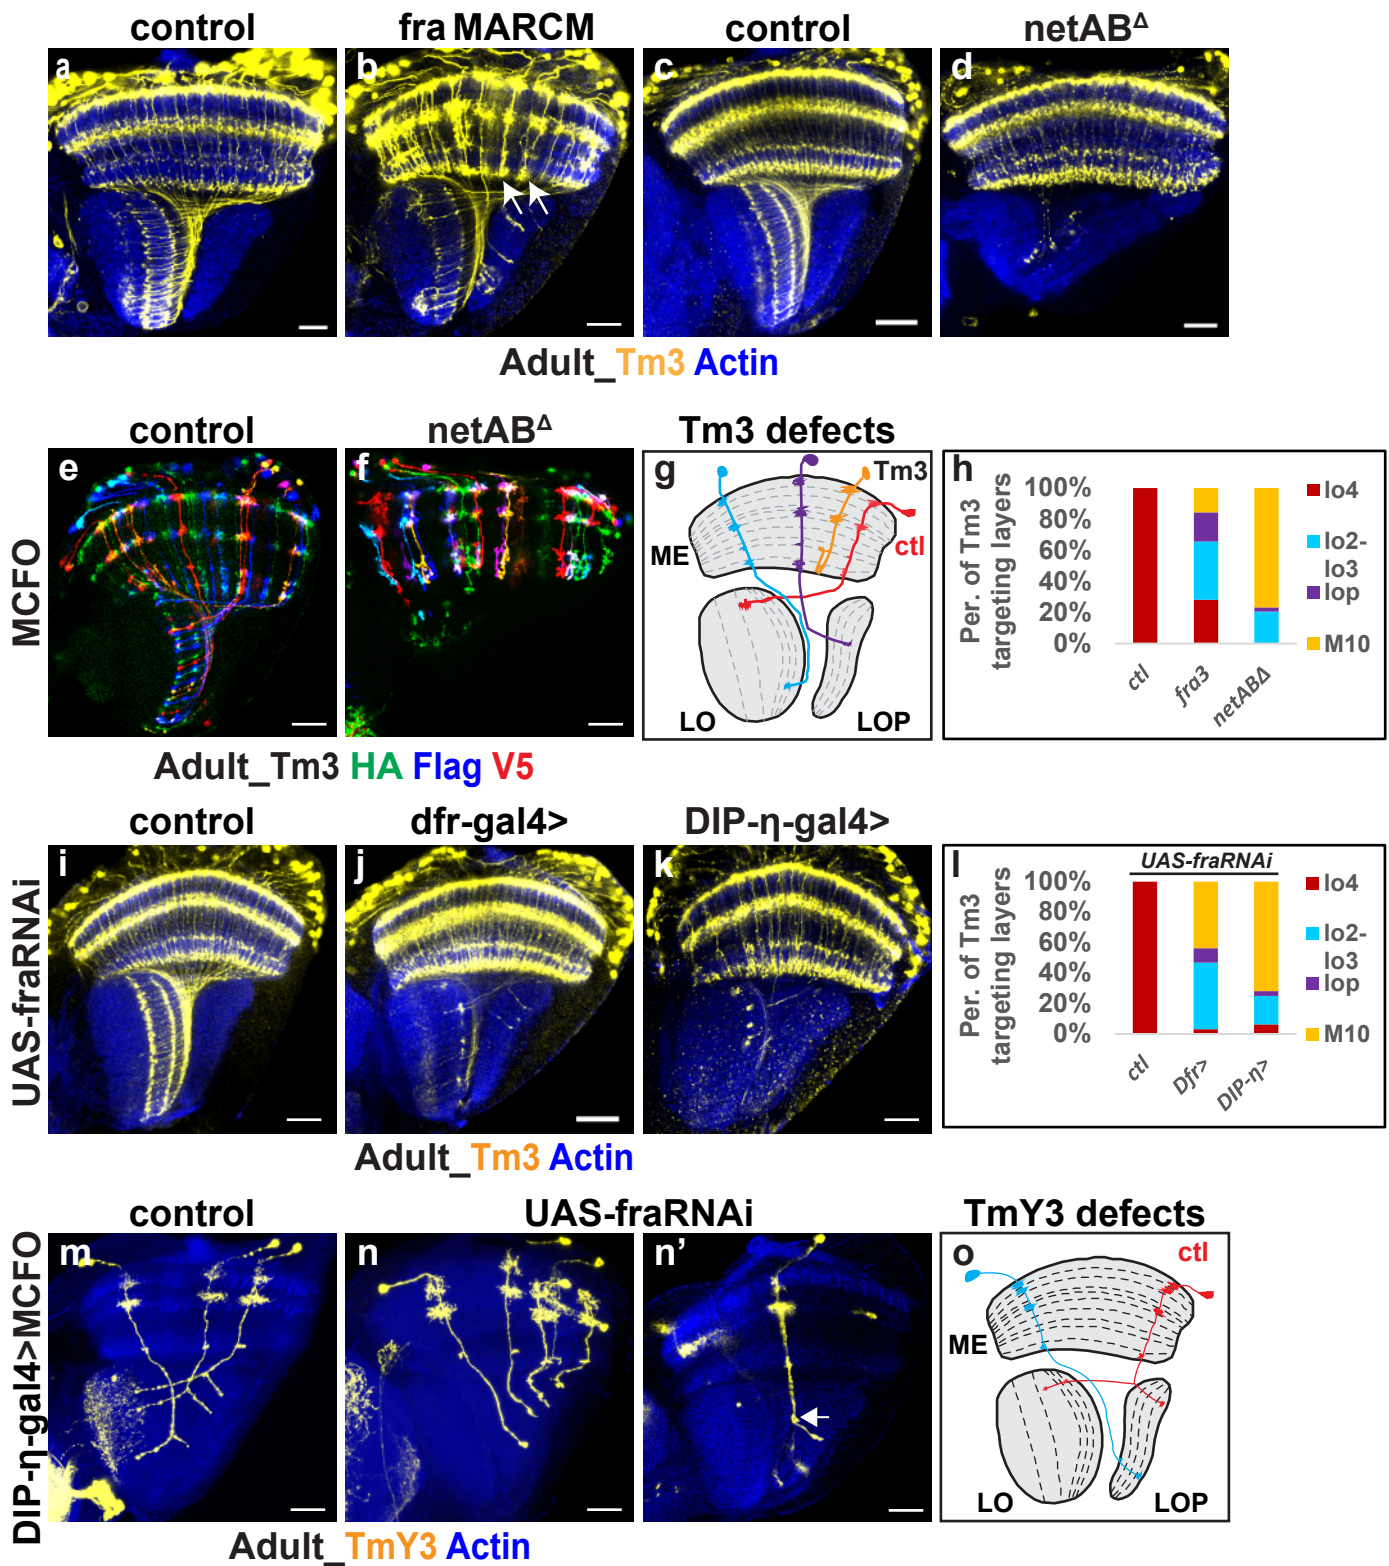 control
fra MARCM
control
netABΔ
a
b
c
d
Adult_Tm3 Actin
control
netABΔ
Tm3 defects
MCFO
e
f
g
Tm3
ctl
ME
LO
LOP
h
Per. of Tm3
targeting layers
100%
80%
60%
40%
20%
0%
ctl
fra3
netABΔ
lo4
lo2-
lo3
lop
M10
Adult_Tm3 HA Flag V5
control
dfr-gal4>
DIP-η-gal4>
UAS-fraRNAi
i
j
k
l
UAS-fraRNAi
Per. of Tm3
targeting layers
100%
80%
60%
40%
20%
0%
ctl
Dfr>
DIP-η>
lo4
lo2-
lo3
lop
M10
Adult_Tm3 Actin
control
UAS-fraRNAi
TmY3 defects
DIP-η-gal4>MCFO
m
n
n’
o
ctl
ME
LO
LOP
Adult_TmY3 Actin